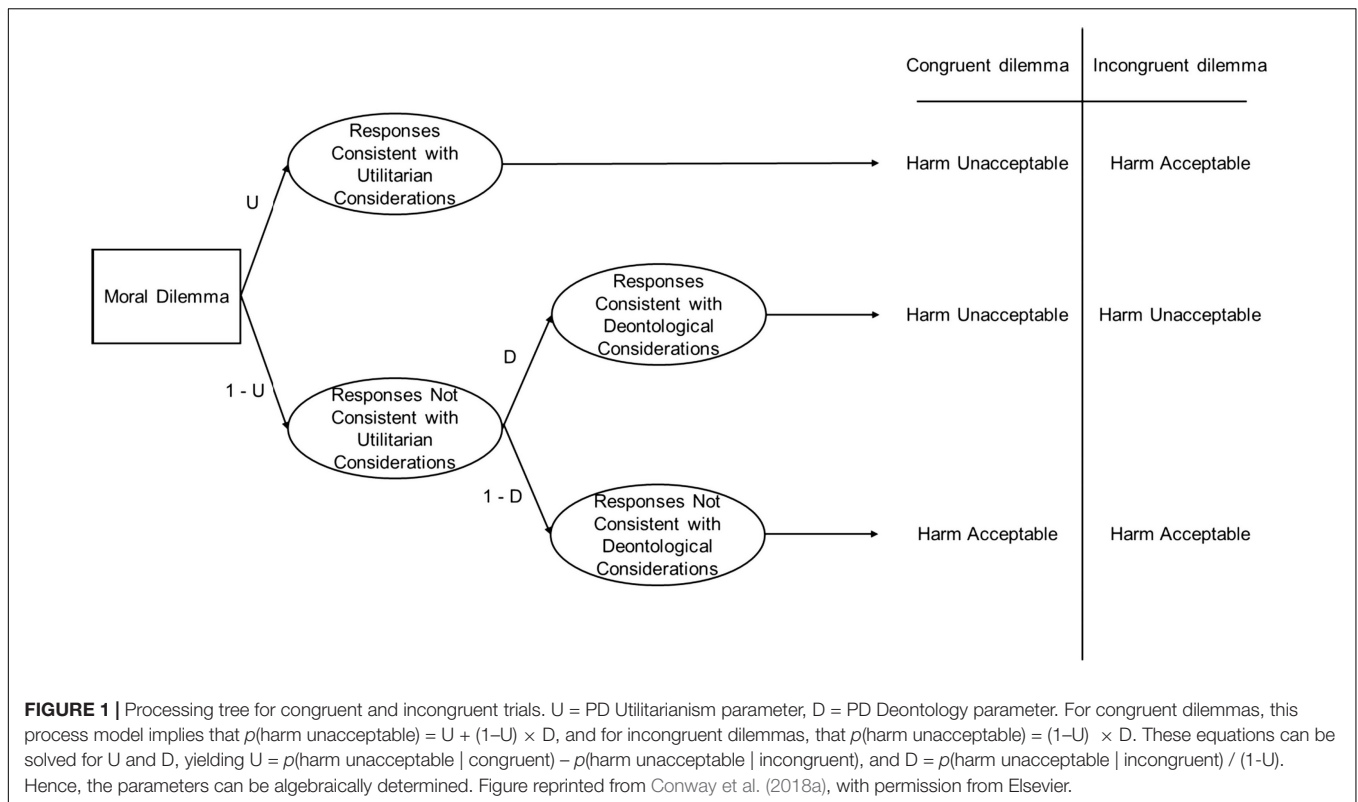 Congruent dilemma Incongruent dilemma
Responses
Consistent with
Utilitarian
Considerations
Harm Unacceptable Harm Acceptable
U
Moral Dilemma
Responses
Consistent with
Deontological
Considerations
Harm Unacceptable Harm Unacceptable
D
1 - U
Responses Not
Consistent with
Utilitarian
Considerations
1 - D
Responses Not
Consistent with
Deontological
Considerations
Harm Acceptable Harm Acceptable
FIGURE 1 | Processing tree for congruent and incongruent trials. U = PD Utilitarianism parameter, D = PD Deontology parameter. For congruent dilemmas, this
process model implies that p(harm unacceptable) = U + (1–U) × D, and for incongruent dilemmas, that p(harm unacceptable) = (1–U) × D. These equations can be
solved for U and D, yielding U = p(harm unacceptable | congruent) – p(harm unacceptable | incongruent), and D = p(harm unacceptable | incongruent) / (1-U).
Hence, the parameters can be algebraically determined. Figure reprinted from Conway et al. (2018a), with permission from Elsevier.